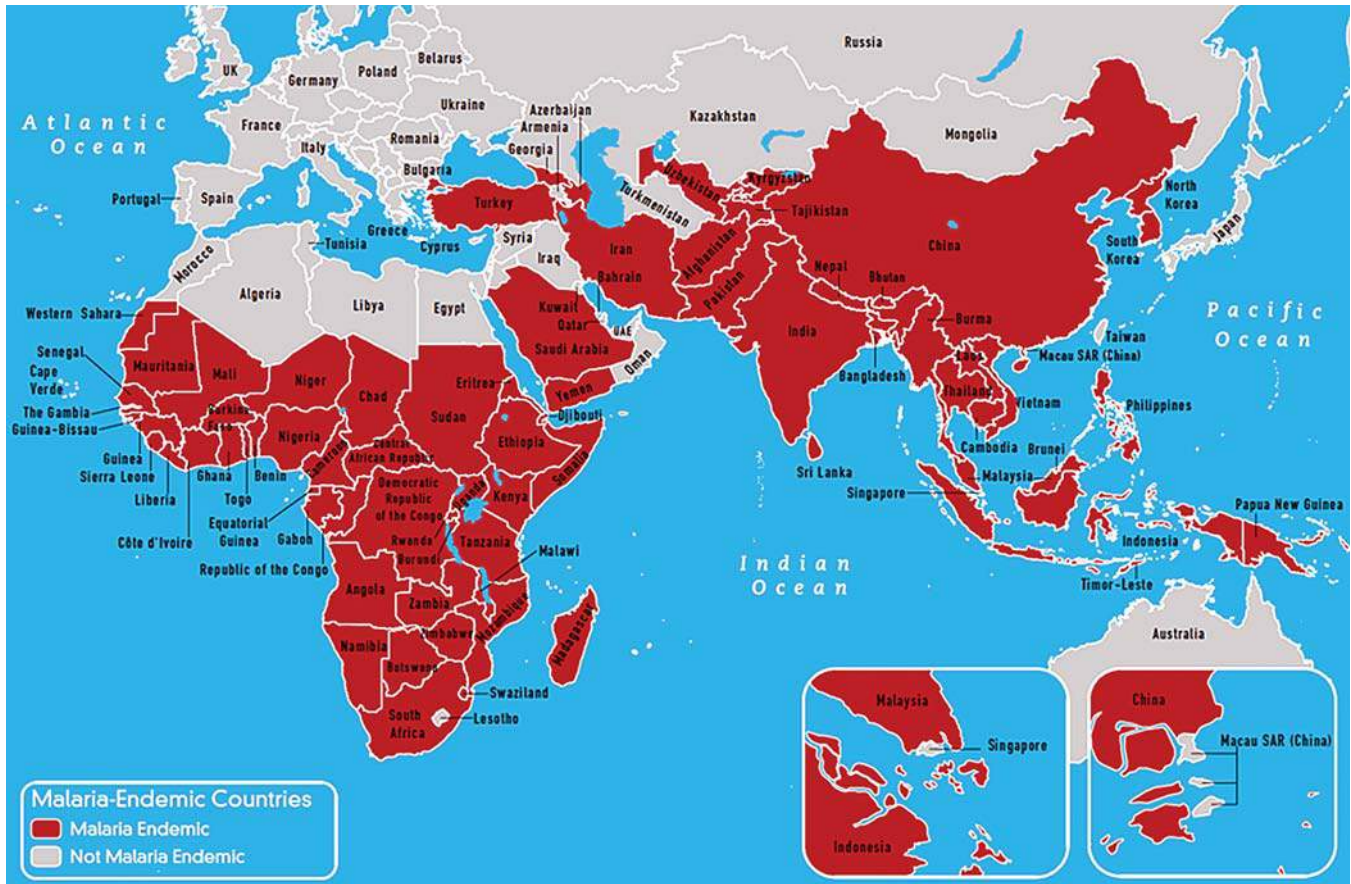 Russia
UK
Belarus
Germany
Poland
Ukraine
Kazakhstan
Mongolia
Atlantic
Ocean
France
Italy
Romania
Bulgaria
Azerbaijan
Armenia
Georgia
Portugal
Spain
Greece
Cyprus
Turkey
Turkmenistan
Uzbekistan
Kyrgyzstan
Tajikistan
North
Korea
South
Korea
Japan
China
Morocco
Tunisia
Algeria
Libya
Egypt
Syria
Iraq
Iran
Bahrain
Kuwait
Qatar
UAE
Oman
Saudi Arabia
Yemen
Afghanistan
Pakistan
Nepal
Bhutan
India
Bangladesh
Burma
Laos
Thailand
Vietnam
Cambodia
Macau SAR (China)
Taiwan
Pacific
Ocean
Philippines
Brunei
Malaysia
Singapore
Sri Lanka
Indonesia
Timor-Leste
Papua New Guinea
Australia
Western Sahara
Mauritania
Mali
Niger
Chad
Sudan
Eritrea
Djibouti
Ethiopia
Somalia
Senegal
Cape
Verde
The Gambia
Guinea-Bissau
Guinea
Sierra Leone
Liberia
Côte d'Ivoire
Burkina
Faso
Ghana
Togo
Benin
Nigeria
Cameroon
Central
African Republic
Equatorial
Guinea
Gabon
Republic of the Congo
Democratic
Republic
of the Congo
Uganda
Kenya
Rwanda
Burundi
Tanzania
Malawi
Angola
Zambia
Mozambique
Zimbabwe
Namibia
Botswana
Madagascar
Swaziland
South
Africa
Lesotho
Indian
Ocean
Malaria-Endemic Countries
Malaria Endemic
Not Malaria Endemic
Malaysia
Singapore
Indonesia
China
Macau SAR (China)